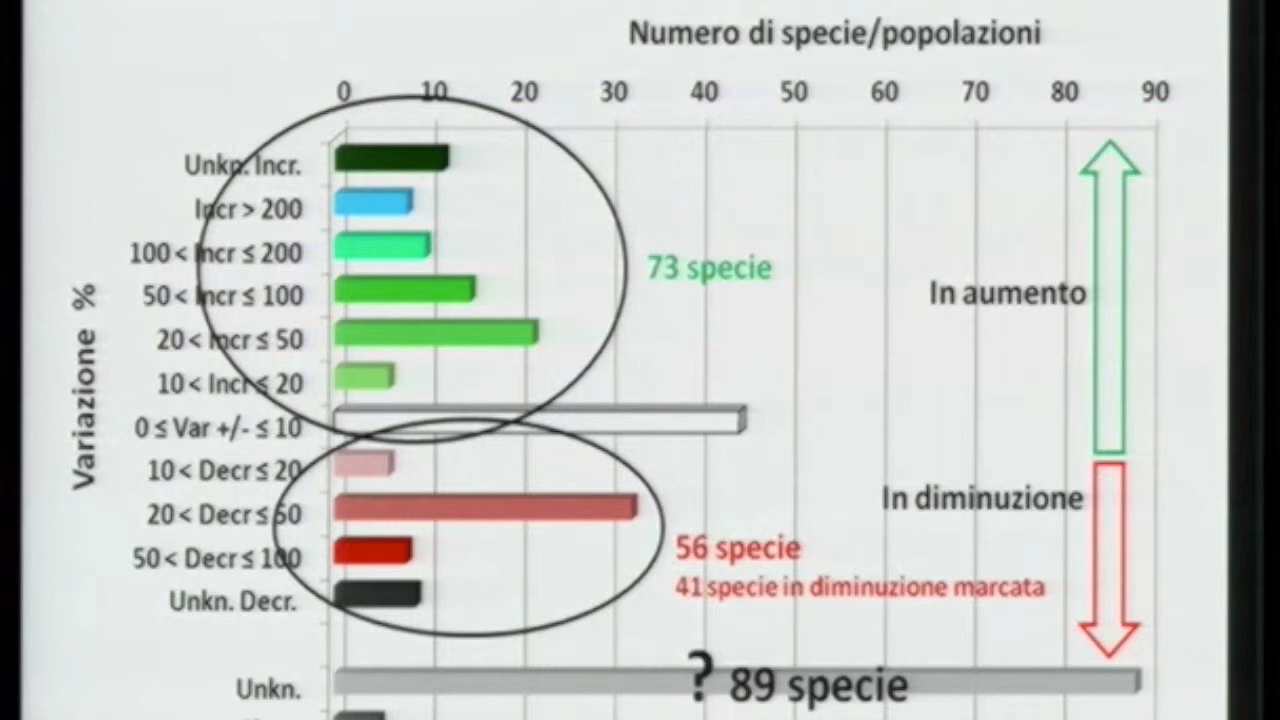 Numero di specie/popolazioni
0 10 20 30 40 50 60 70 80 90
Unkn. Incr.
Incr > 200
100 < Incr ≤ 200
50 < Incr ≤ 100
20 < Incr ≤ 50
10 < Incr ≤ 20
0 ≤ Var +/- ≤ 10
10 < Decr ≤ 20
20 < Decr ≤ 50
50 < Decr ≤ 100
Unkn. Decr.
Unkn.
Variazione %
73 specie
In aumento
In diminuzione
56 specie
41 specie in diminuzione marcata
? 89 specie